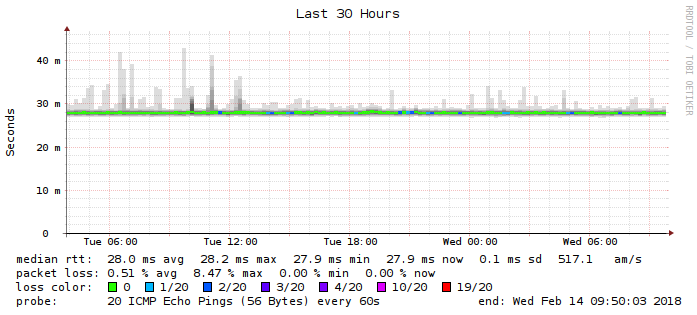 Last 30 Hours
RRDTOOL / TOBI OETIKER
Seconds
40 m
30 m
20 m
10 m
0
Tue 06:00 Tue 12:00 Tue 18:00 Wed 00:00 Wed 06:00
median rtt: 28.0 ms avg 28.2 ms max 27.9 ms min 27.9 ms now 0.1 ms sd 517.1 am/s
packet loss: 0.51 % avg 8.47 % max 0.00 % min 0.00 % now
loss color: 0 1/20 2/20 3/20 4/20 10/20 19/20
probe: 20 ICMP Echo Pings (56 Bytes) every 60s end: Wed Feb 14 09:50:03 2018